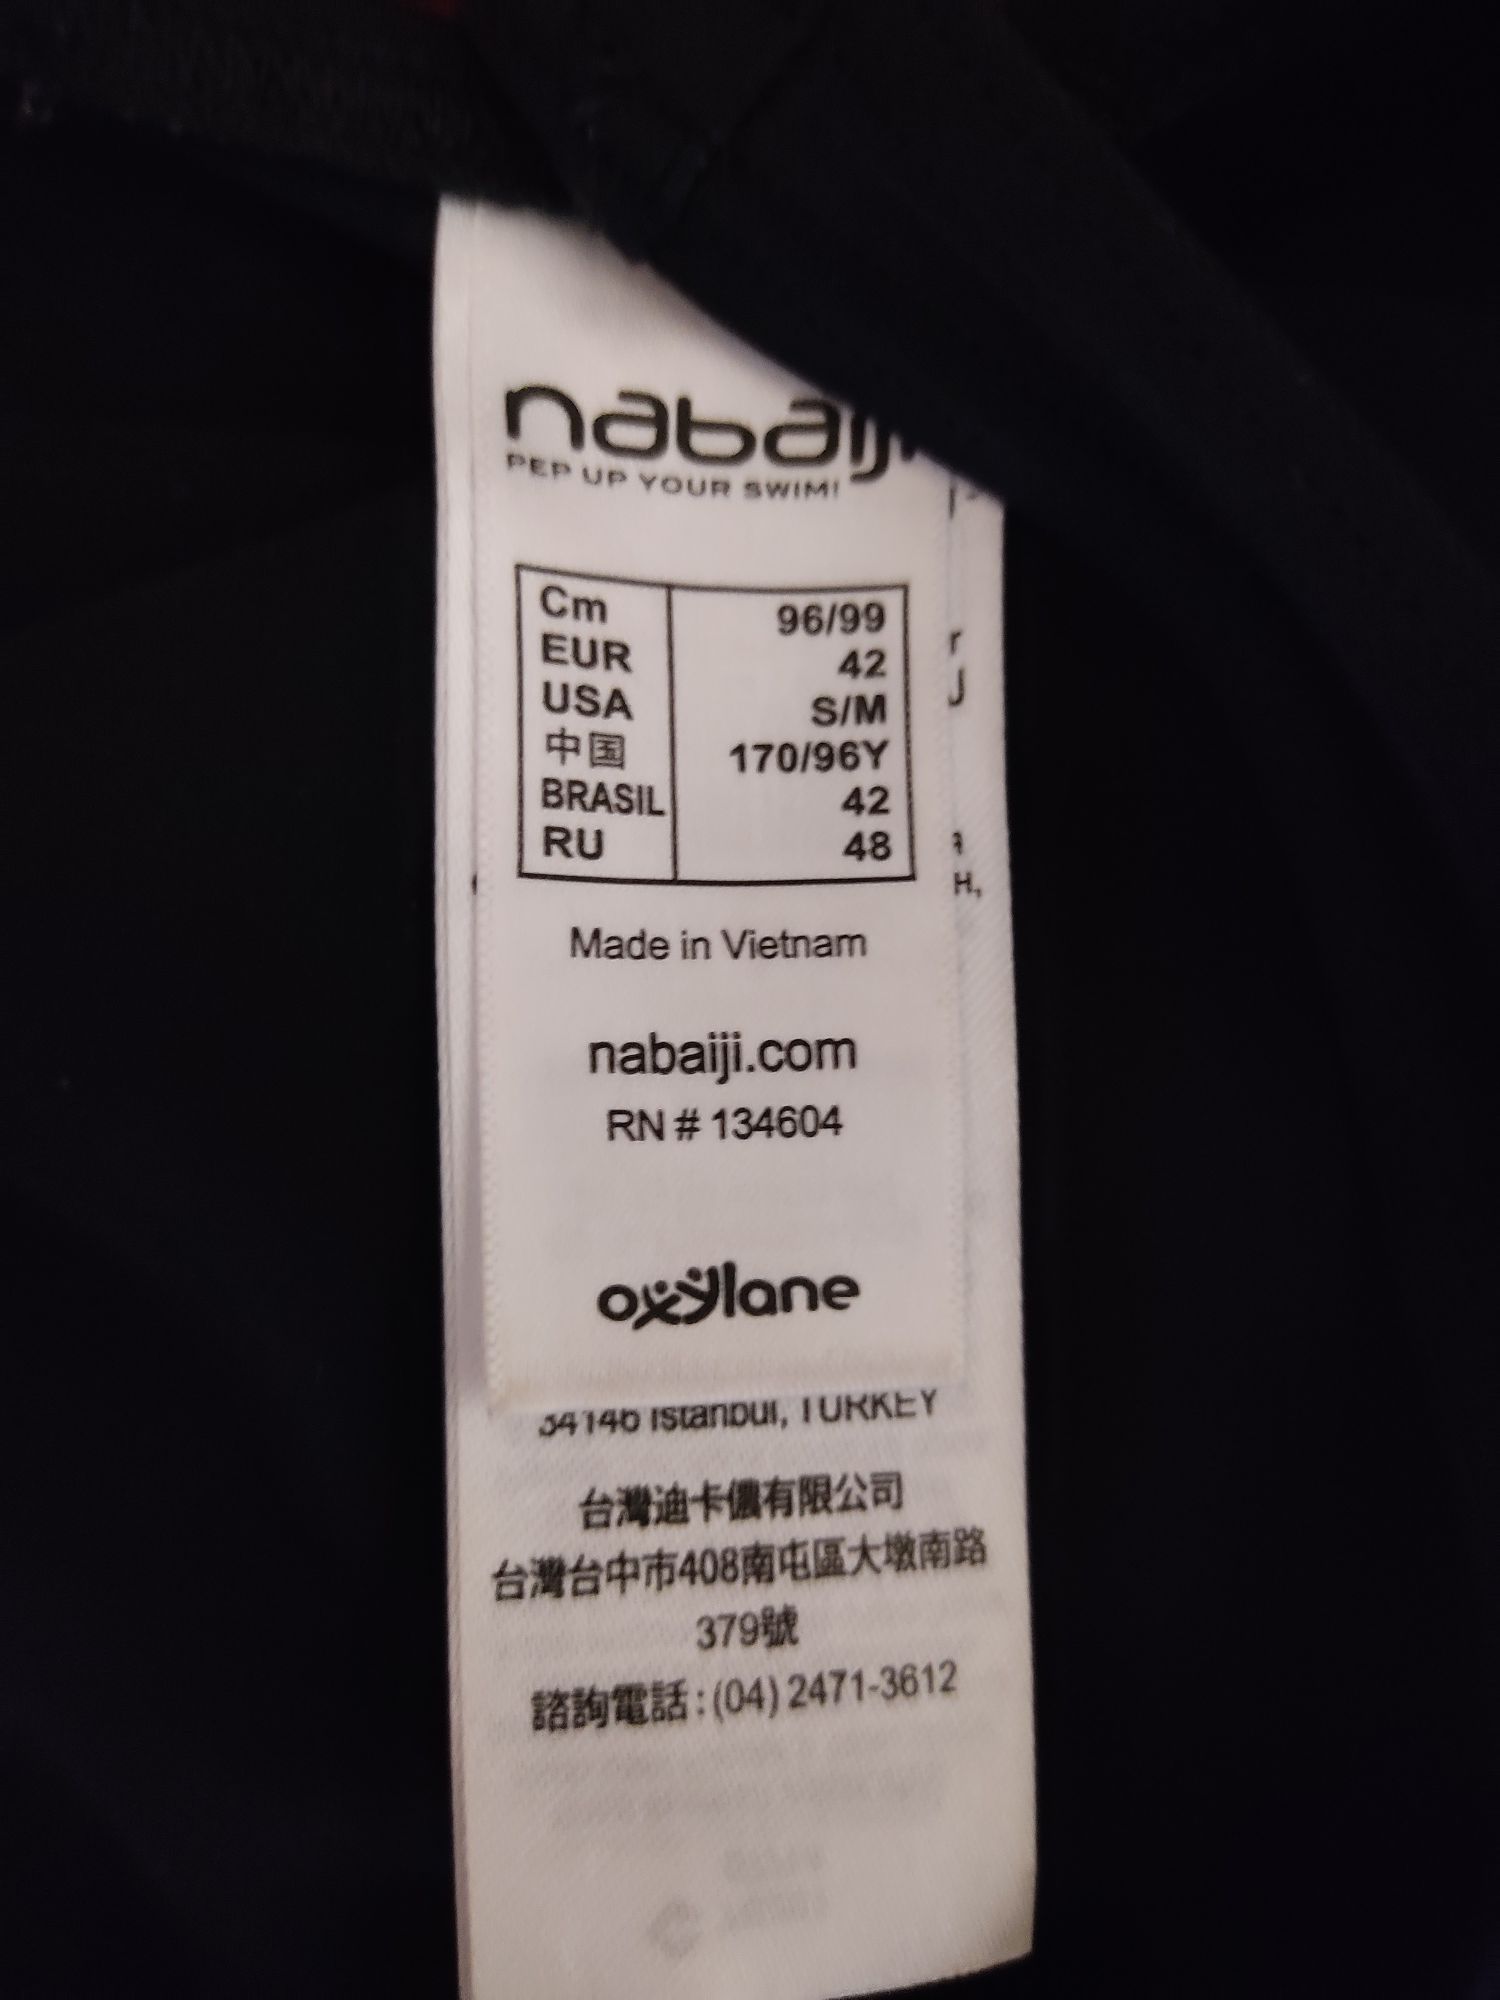 nabaiji
PEP UP YOUR SWIM!
Cm 96/99
EUR 42
USA S/M
中国 170/96Y
BRASIL 42
RU 48
H,
Made in Vietnam
nabaiji.com
RN # 134604
oxylane
34146 Istanbul, TURKEY
台灣迪卡儂有限公司
台灣台中市408南屯區大墩南路
379號
諮詢電話:(04) 2471-3612